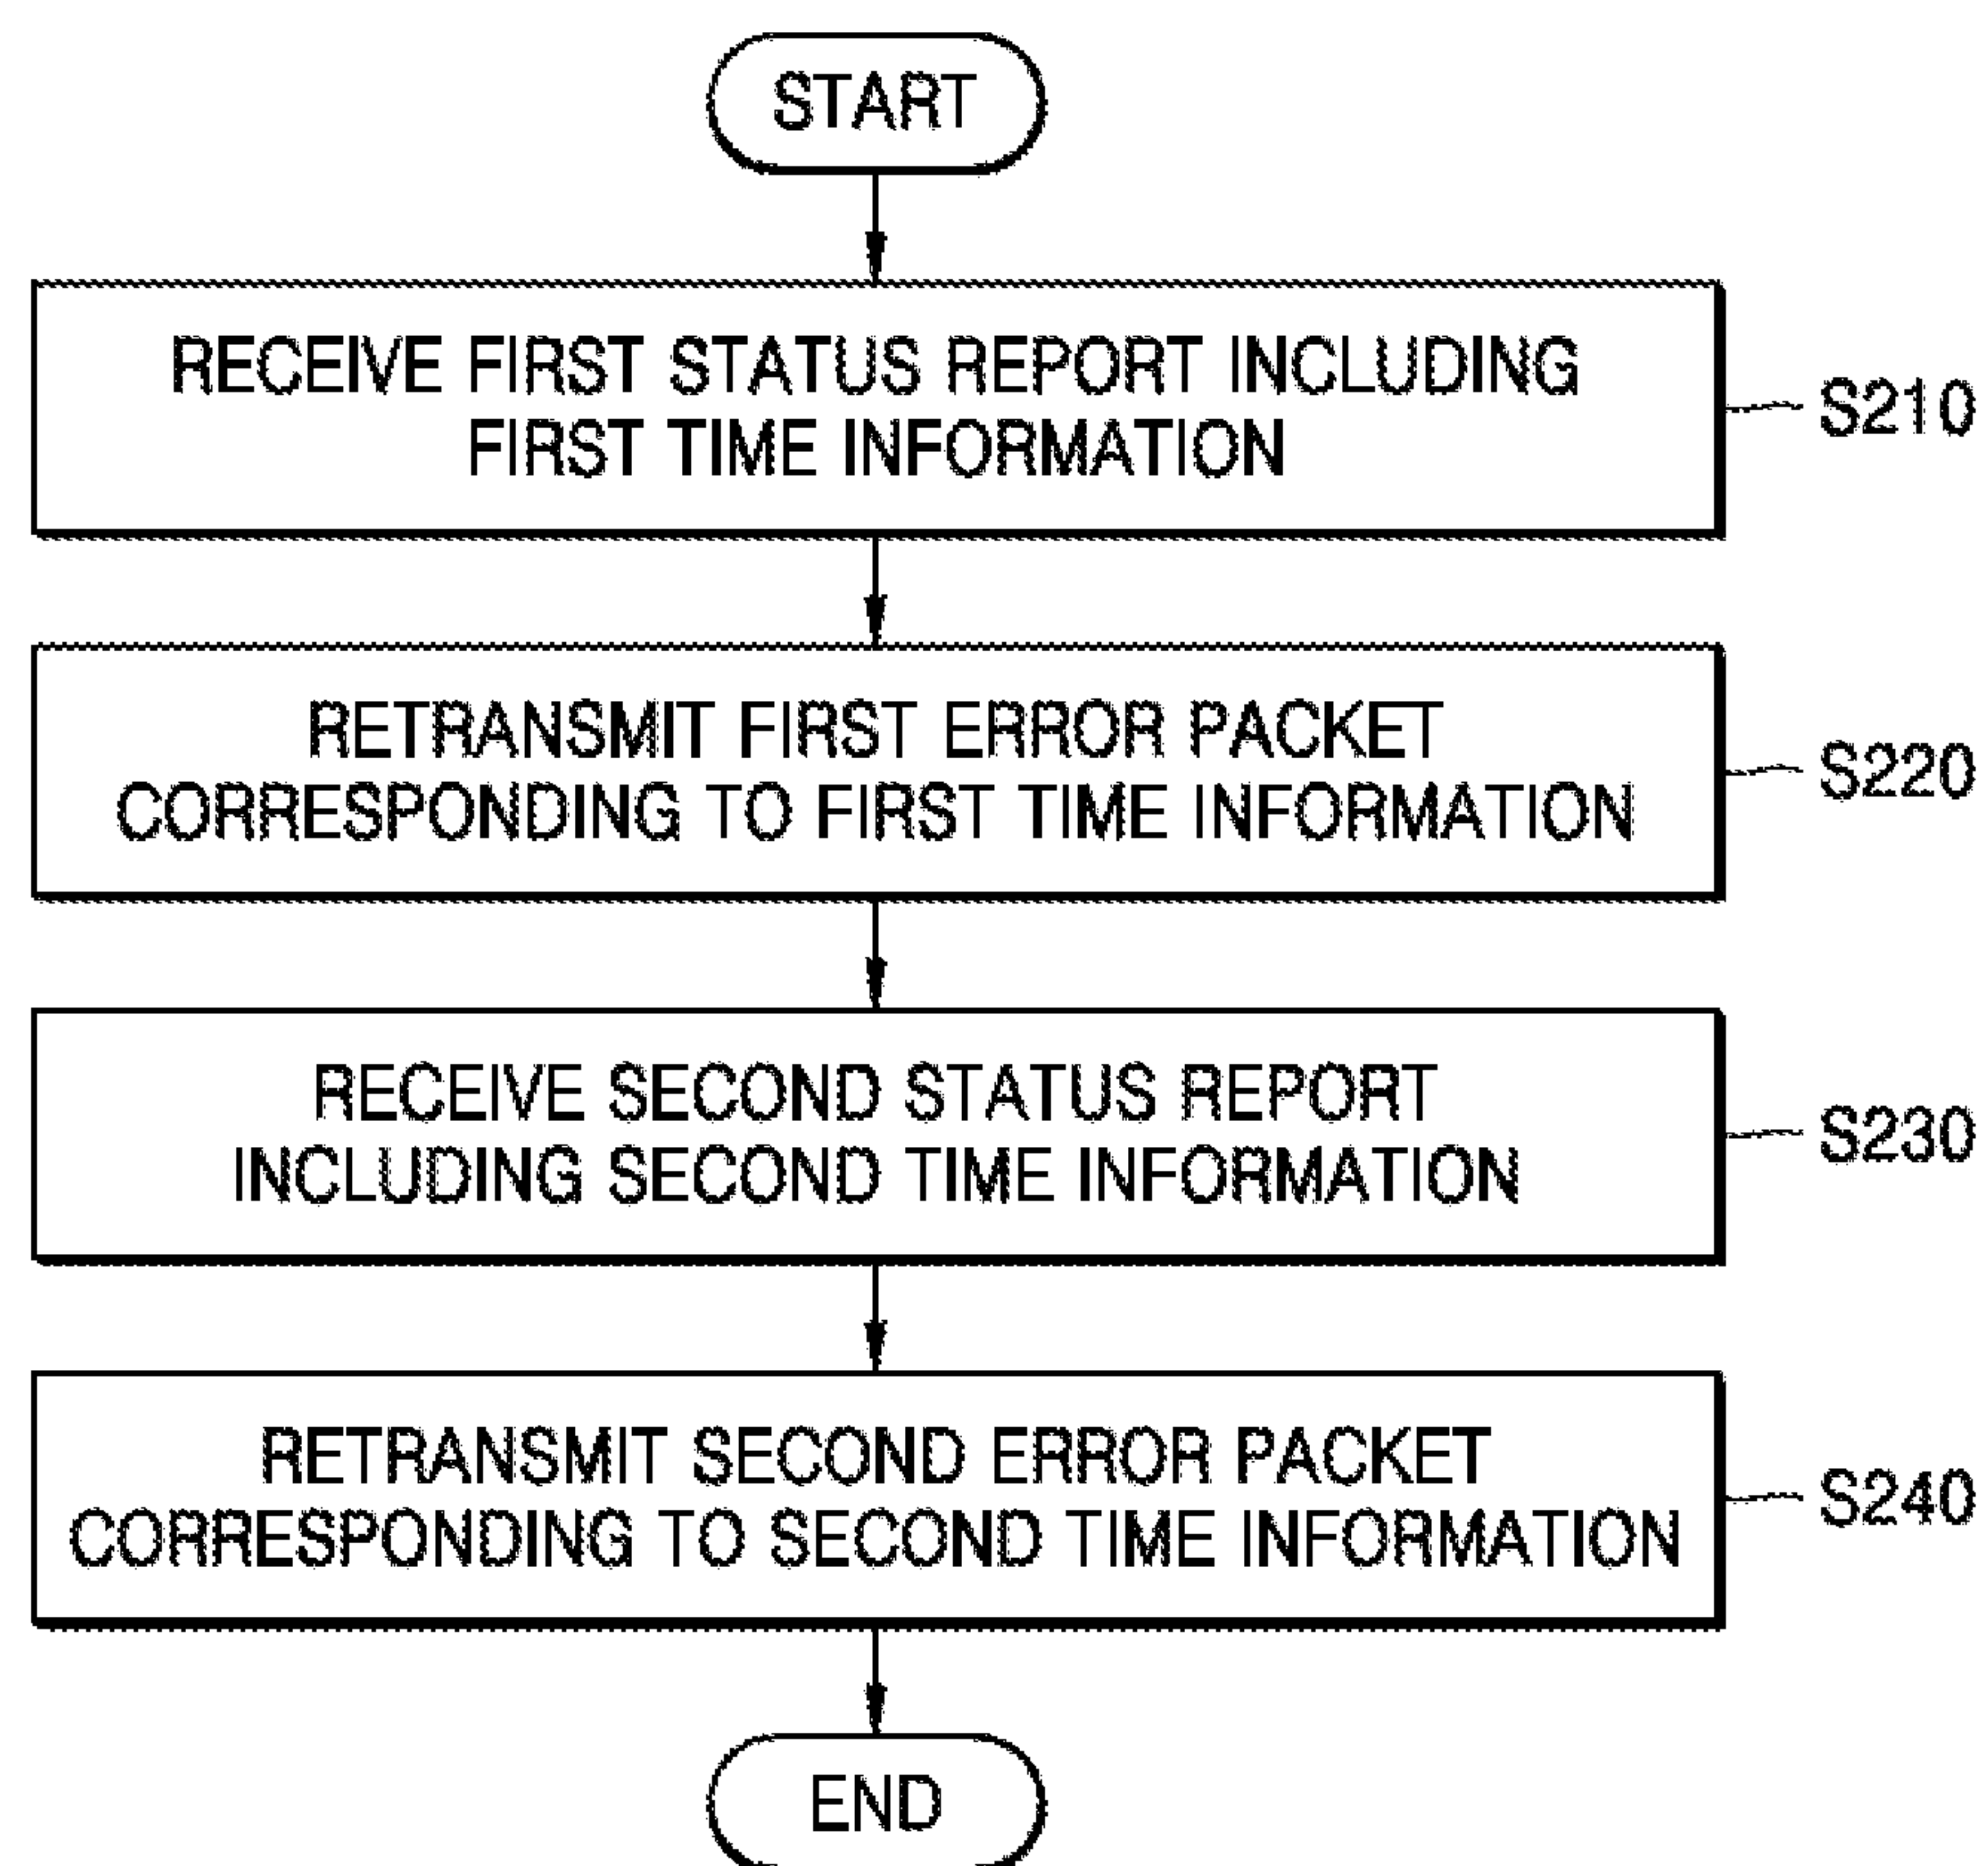 START
RECEIVE FIRST STATUS REPORT INCLUDING
FIRST TIME INFORMATION
S210
RETRANSMIT FIRST ERROR PACKET
CORRESPONDING TO FIRST TIME INFORMATION
S220
RECEIVE SECOND STATUS REPORT
INCLUDING SECOND TIME INFORMATION
S230
RETRANSMIT SECOND ERROR PACKET
CORRESPONDING TO SECOND TIME INFORMATION
S240
END